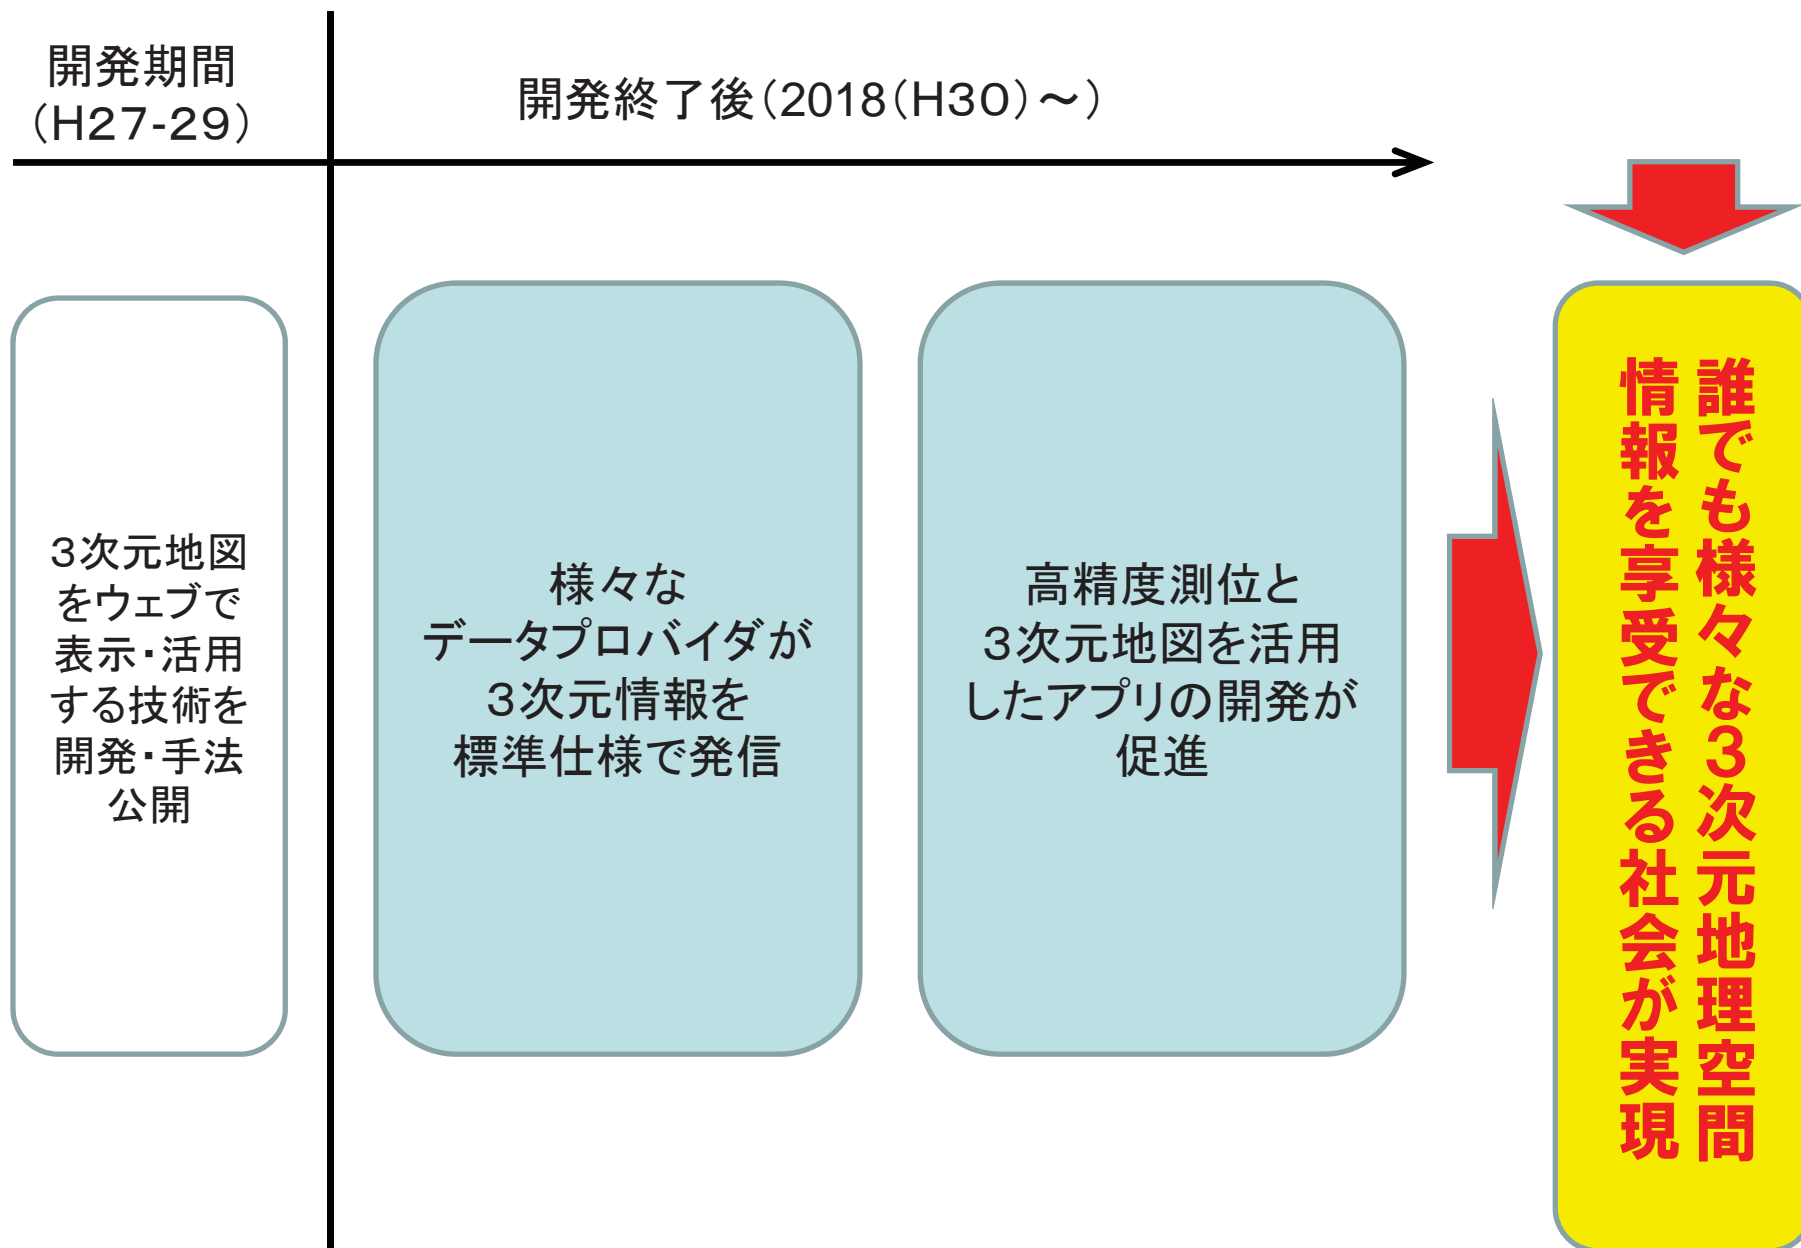 開発期間
（H27-29）
開発終了後（2018（H30）～）
３次元地図
をウェブで
表示・活用
する技術を
開発・手法
公開
様々な
データプロバイダが
３次元情報を
標準仕様で発信
高精度測位と
３次元地図を活用
したアプリの開発が
促進
誰でも様々な３次元地理空間
情報を享受できる社会が実現